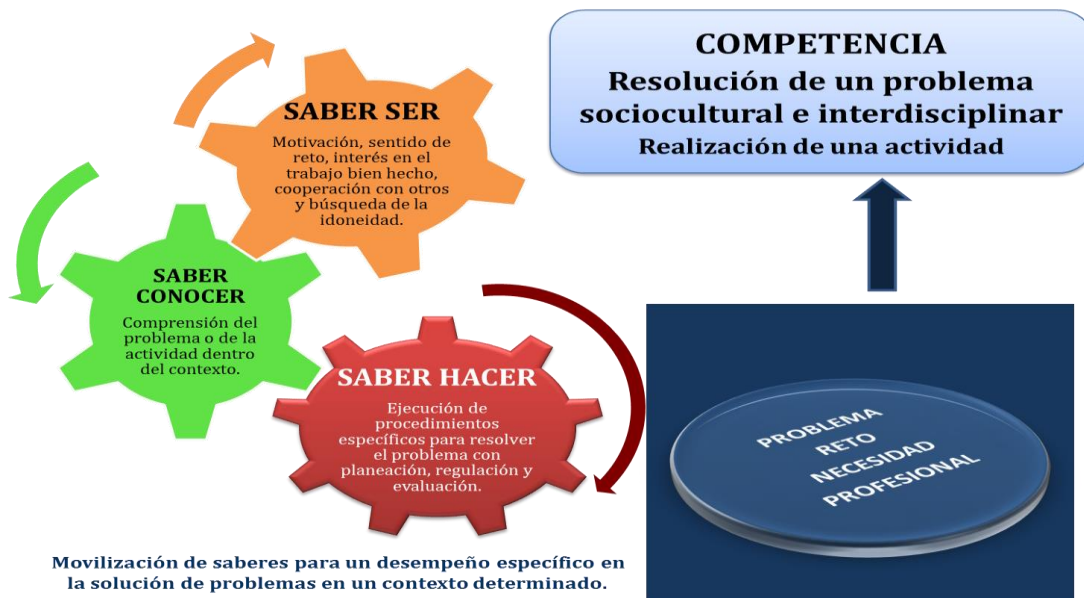 SABER SER
Motivación, sentido de
reto, interés en el
trabajo bien hecho,
cooperación con otros
y búsqueda de la
idoneidad.
SABER
CONOCER
Comprensión del
problema o de la
actividad dentro
del contexto.
SABER HACER
Ejecución de
procedimientos
específicos para resolver
el problema con
planeación, regulación y
evaluación.
Movilización de saberes para un desempeño específico en
la solución de problemas en un contexto determinado.
COMPETENCIA
Resolución de un problema
sociocultural e interdisciplinar
Realización de una actividad
PROBLEMA
RETO
NECESIDAD
PROFESIONAL